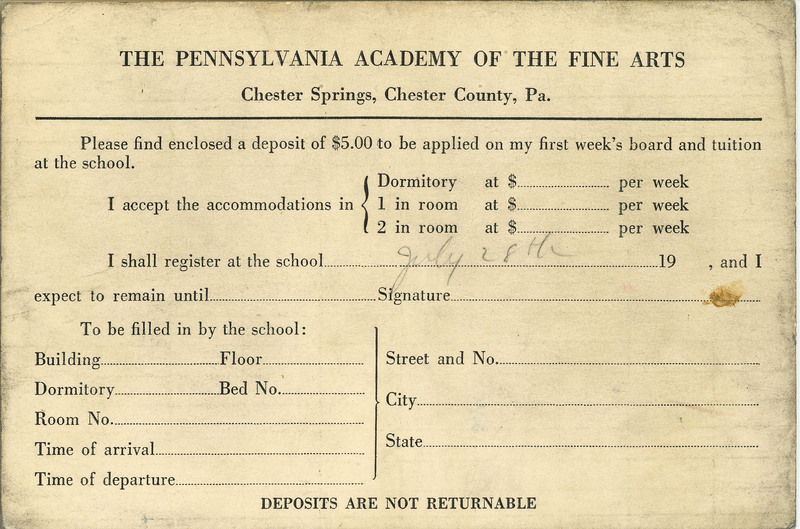 THE PENNSYLVANIA ACADEMY OF THE FINE ARTS
Chester Springs, Chester County, Pa.
Please find enclosed a deposit of $5.00 to be applied on my first week's board and tuition
at the school.
I accept the accommodations in { Dormitory at $ per week
1 in room at $ per week
2 in room at $ per week
I shall register at the school July 28th 19 , and I
expect to remain until Signature
To be filled in by the school:
Building Floor
Dormitory Bed No.
Room No.
Time of arrival
Time of departure
Street and No.
City
State
DEPOSITS ARE NOT RETURNABLE